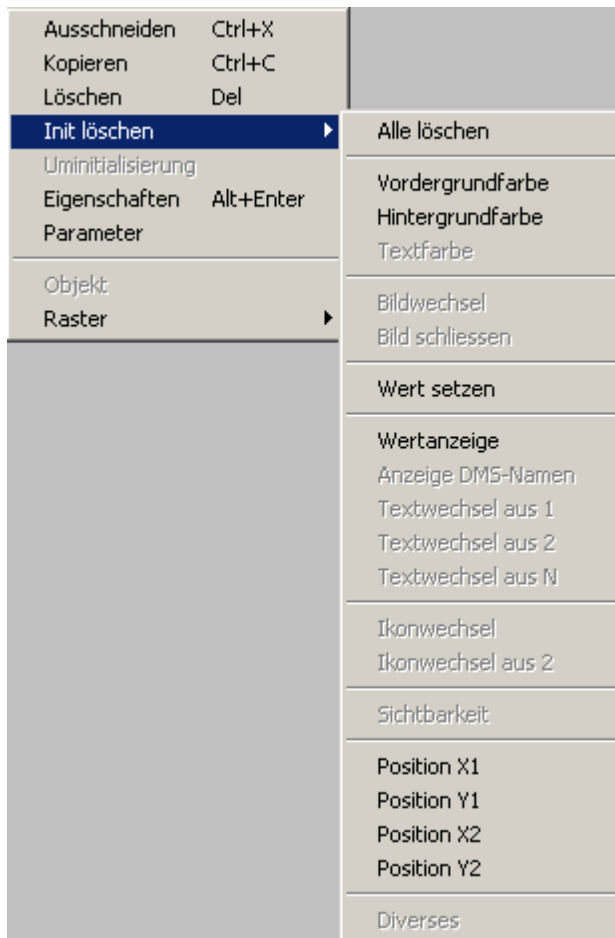 Ausschneiden Ctrl+X
Kopieren Ctrl+C
Löschen Del
Init löschen
Uminitialisierung
Eigenschaften Alt+Enter
Parameter
Objekt
Raster
Alle löschen
Vordergrundfarbe
Hintergrundfarbe
Textfarbe
Bildwechsel
Bild schliessen
Wert setzen
Wertanzeige
Anzeige DMS-Namen
Textwechsel aus 1
Textwechsel aus 2
Textwechsel aus N
Ikonwechsel
Ikonwechsel aus 2
Sichtbarkeit
Position X1
Position Y1
Position X2
Position Y2
Diverses